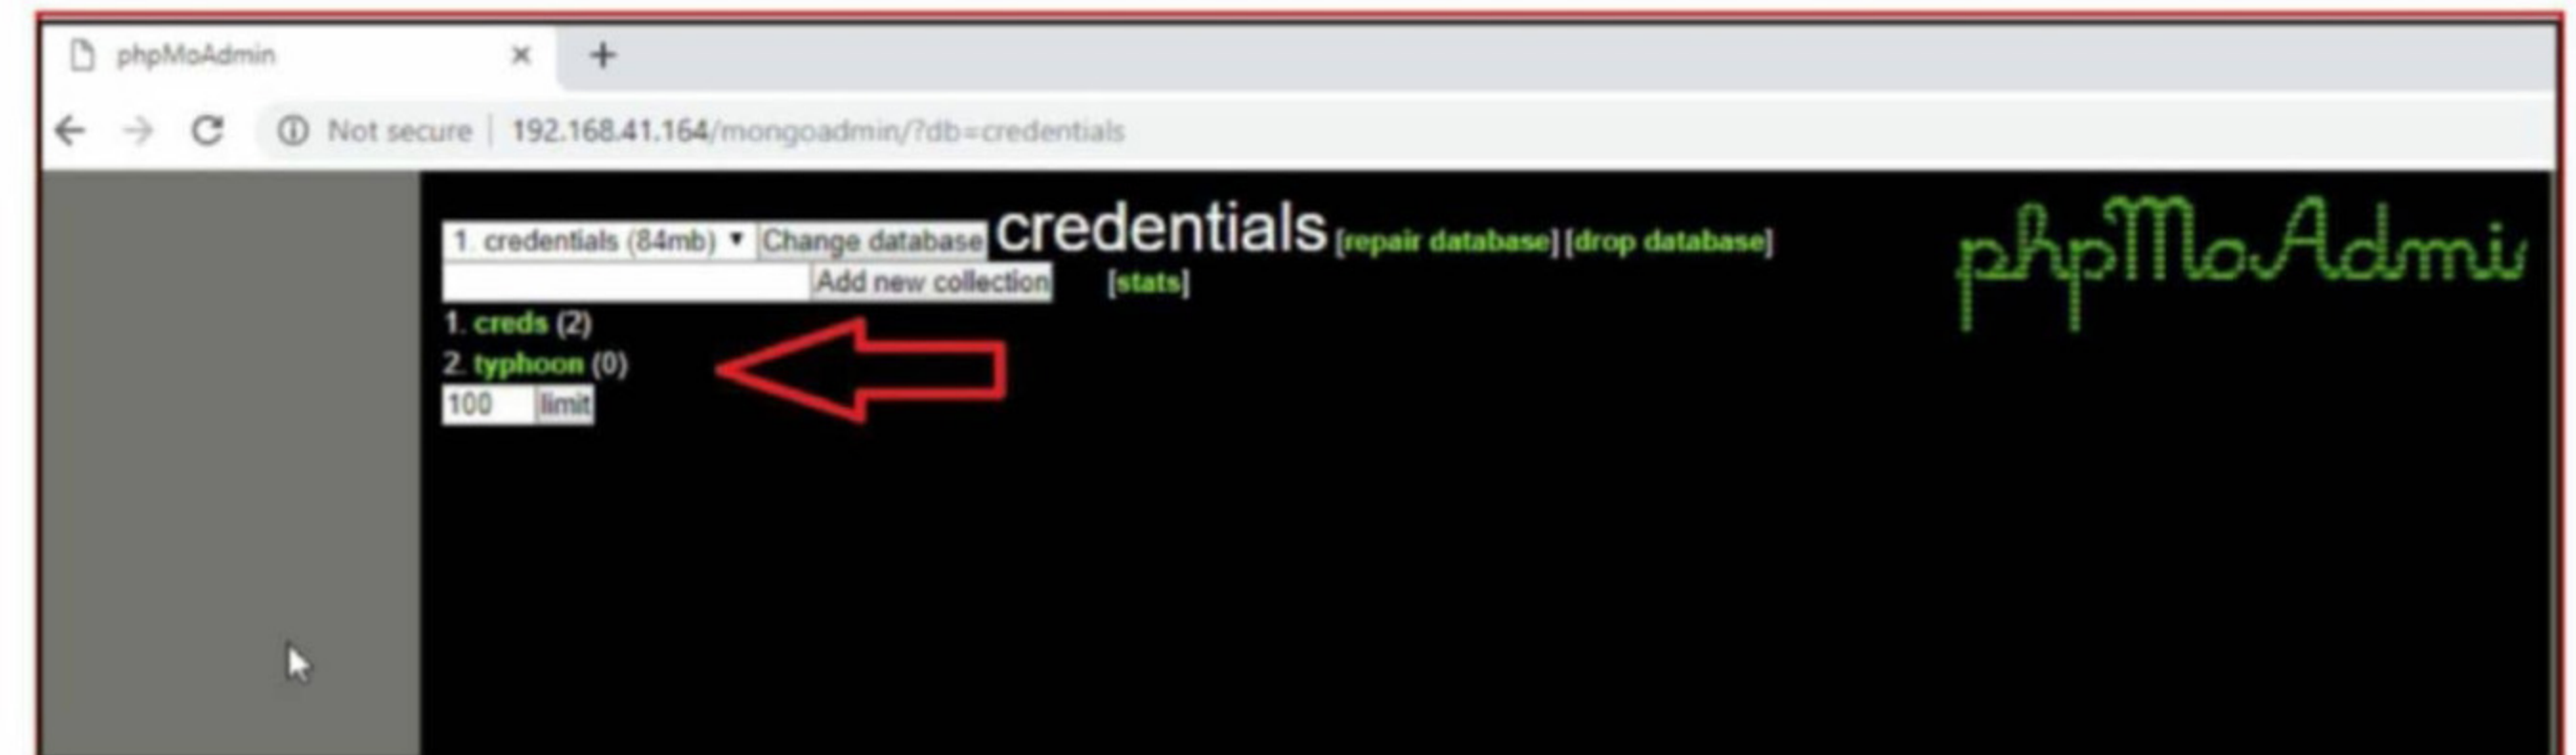 phpMoAdmin
Not secure 192.168.41.164/mongoadmin/?db=credentials
1. credentials (84mb) Change database credentials [repair database] [drop database]
Add new collection [stats]
phpMoAdmi
1. creds (2)
2. typhoon (0)
100 limit